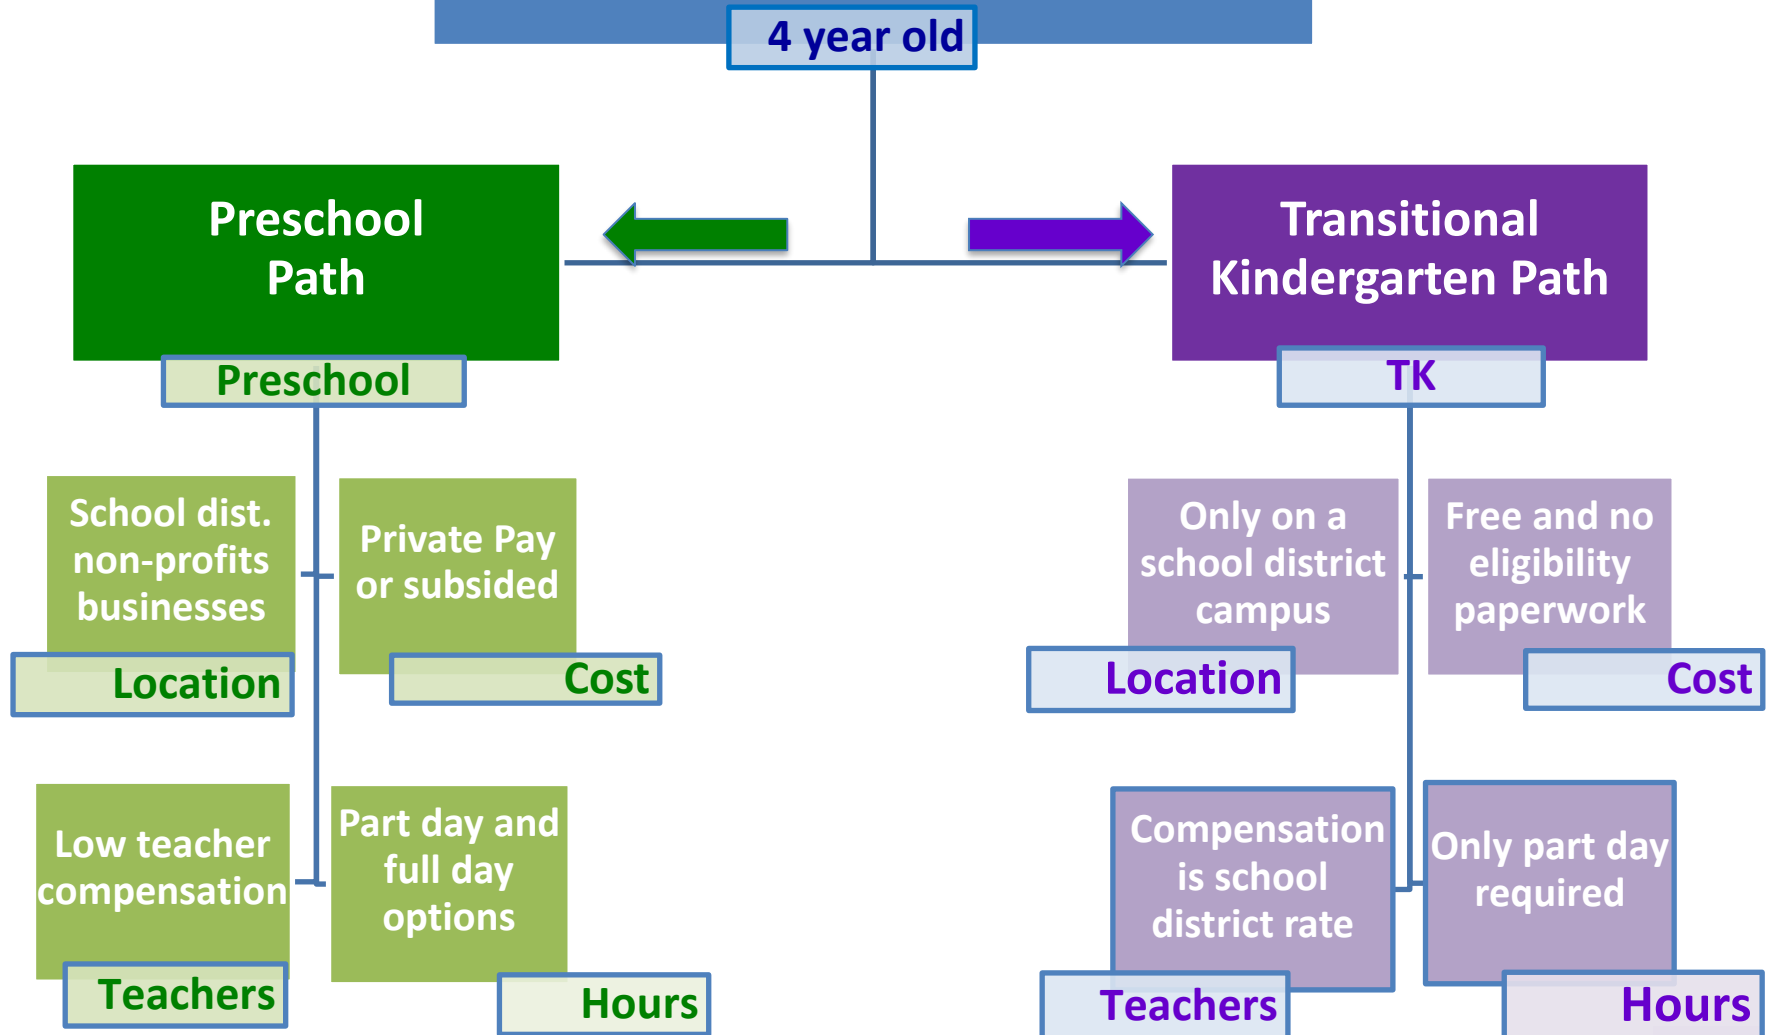 4 year old
Preschool
Path
Preschool
School dist.
non-profits
businesses
Location
Private Pay
or subsided
Cost
Low teacher
compensation
Teachers
Part day and
full day
options
Hours
Transitional
Kindergarten Path
TK
Only on a
school district
campus
Location
Free and no
eligibility
paperwork
Cost
Compensation
is school
district rate
Teachers
Only part day
required
Hours